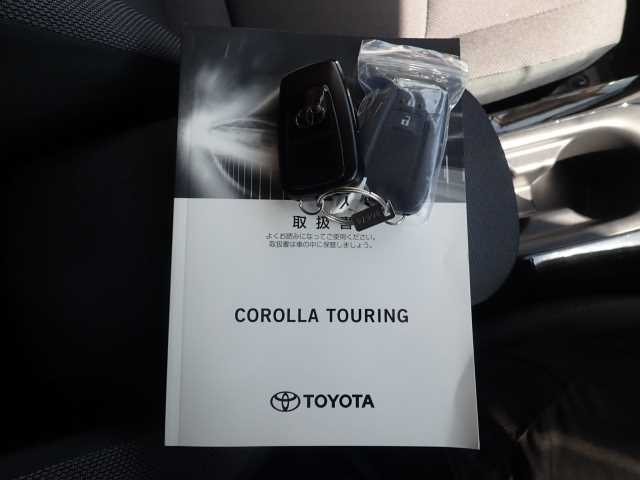 取扱書
よくお読みになってご使用ください。
取扱書は車の中に保管しましょう。
COROLLA TOURING
TOYOTA